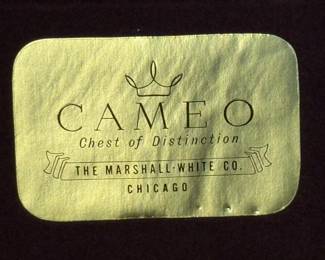 CAMEO
Chest of Distinction
THE MARSHALL-WHITE CO.
CHICAGO